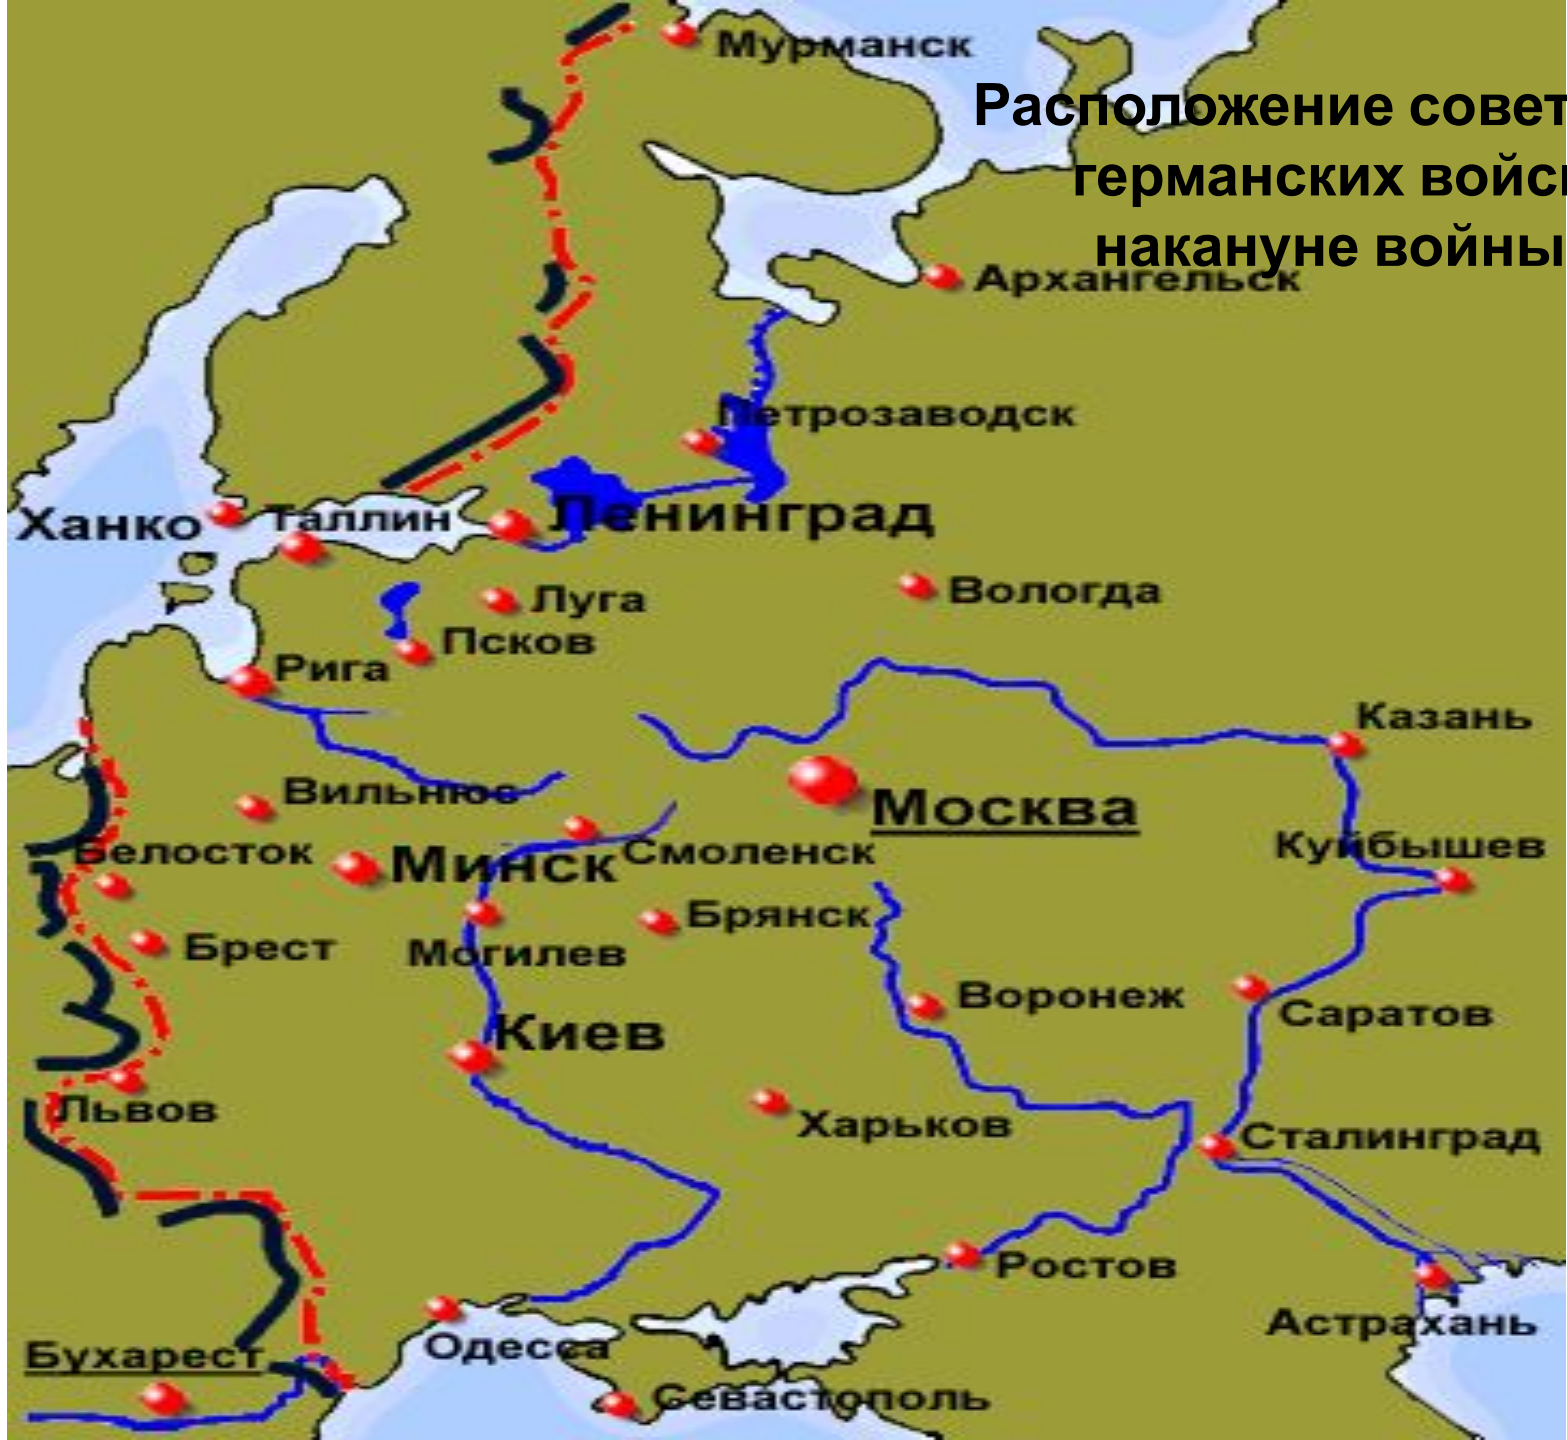 Мурманск
Расположение совет
германских войск
накануне войны
Архангельск
Петрозаводск
Ханко
Таллин
Ленинград
Луга
Вологда
Псков
Рига
Казань
Вильнюс
Москва
Белосток
Минск
Смоленск
Куйбышев
Брянск
Брест
Могилев
Воронеж
Саратов
Киев
Львов
Харьков
Сталинград
Ростов
Астрахань
Одесса
Бухарест
Севастополь